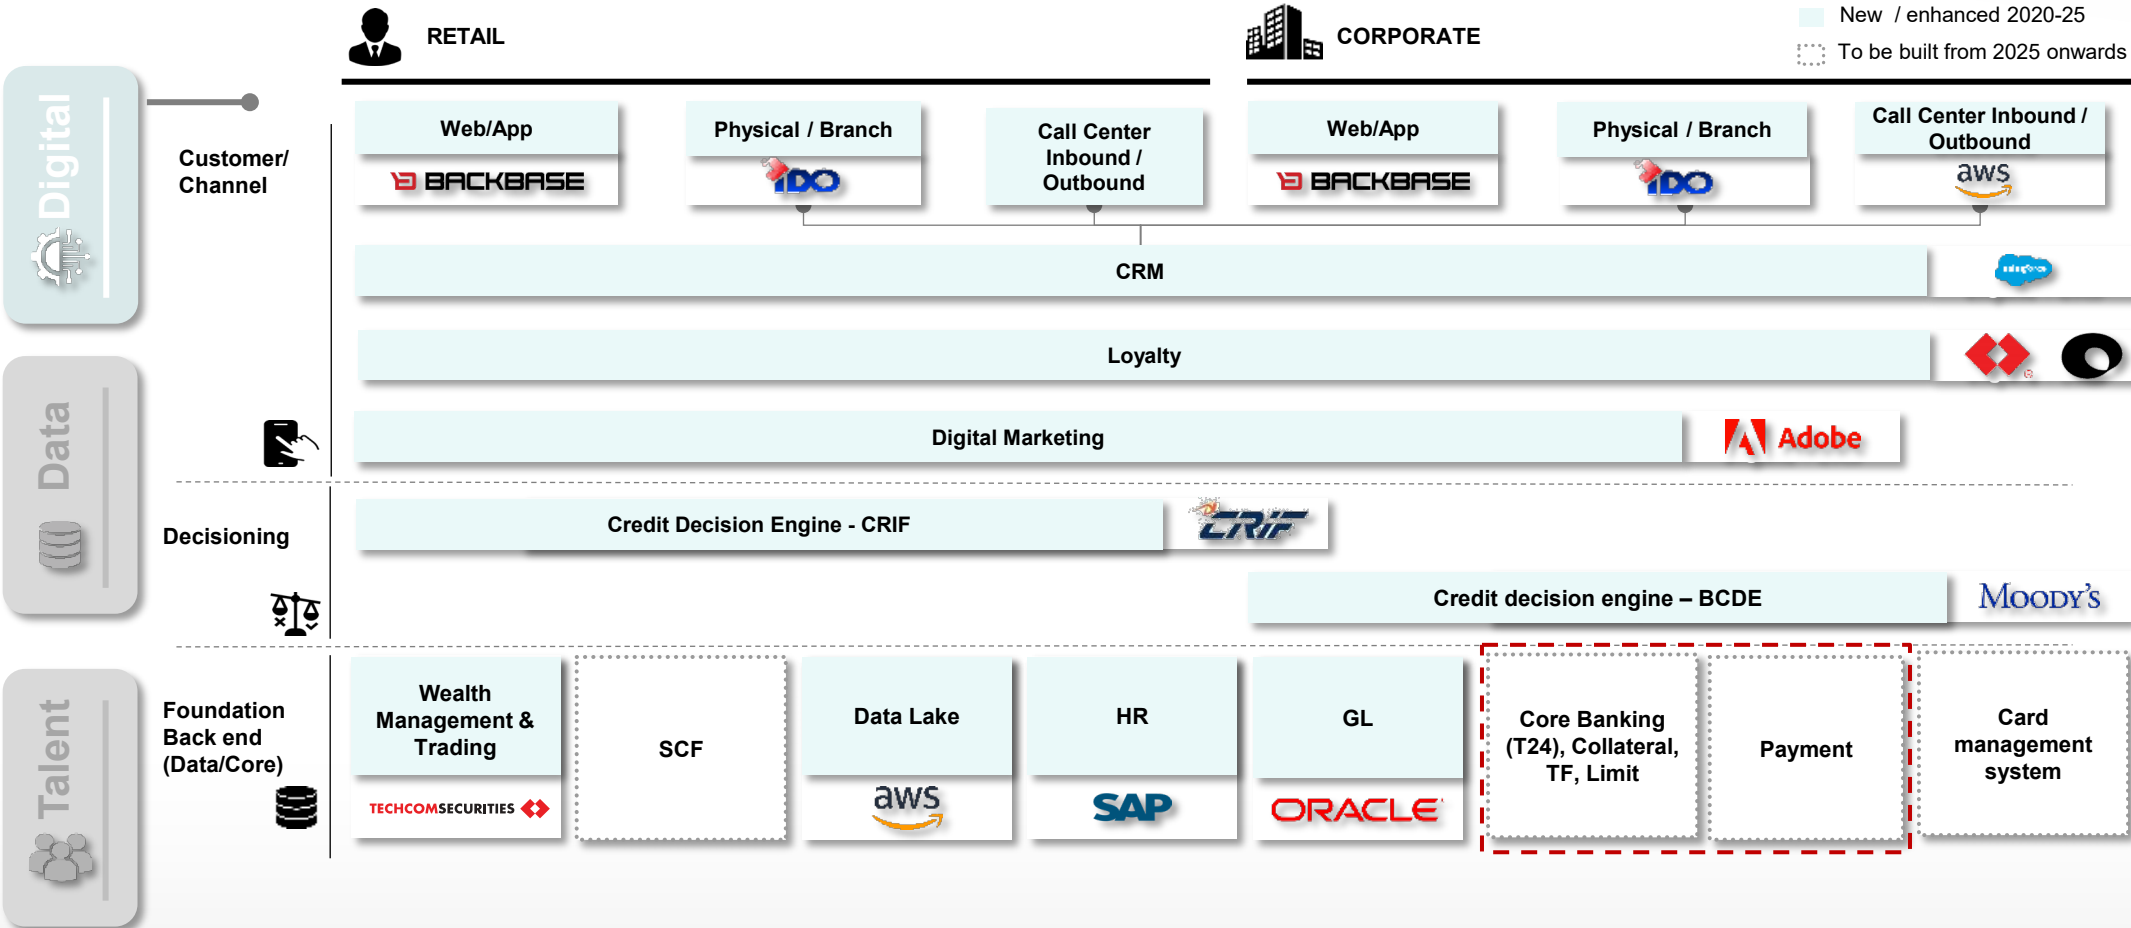 RETAIL
CORPORATE
New / enhanced 2020-25
To be built from 2025 onwards
Digital
Customer/
Channel
Web/App
BACKBASE
Physical / Branch
IDO
Call Center
Inbound /
Outbound
Web/App
BACKBASE
Physical / Branch
IDO
Call Center Inbound /
Outbound
aws
CRM
salesforce
Loyalty
Data
Digital Marketing
Adobe
Decisioning
Credit Decision Engine - CRIF
CRIF
Credit decision engine – BCDE
MOODY'S
Talent
Foundation
Back end
(Data/Core)
Wealth
Management &
Trading
TECHCOMSECURITIES
SCF
Data Lake
aws
HR
SAP
GL
ORACLE
Core Banking
(T24), Collateral,
TF, Limit
Payment
Card
management
system